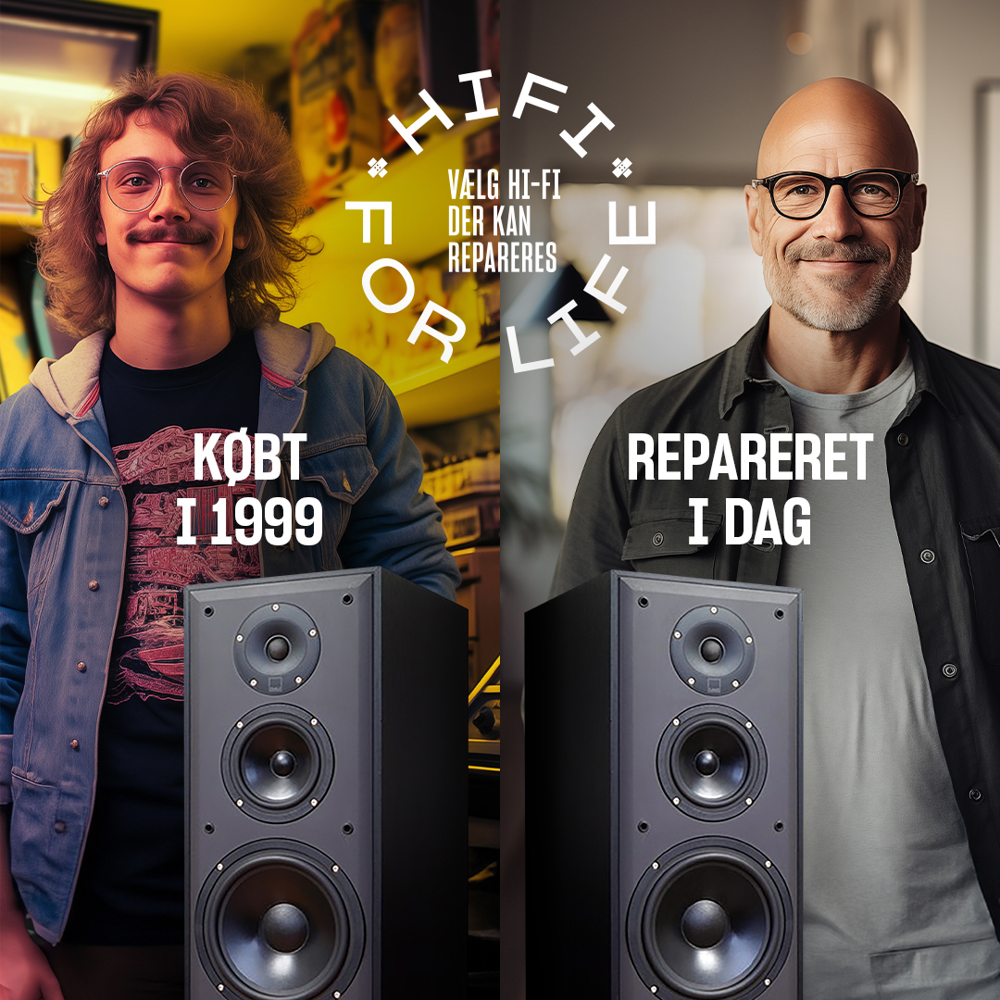 HIFI
FOR LIFE
VÆLG HI-FI
DER KAN
REPARERES
KØBT
I 1999
REPARERET
I DAG